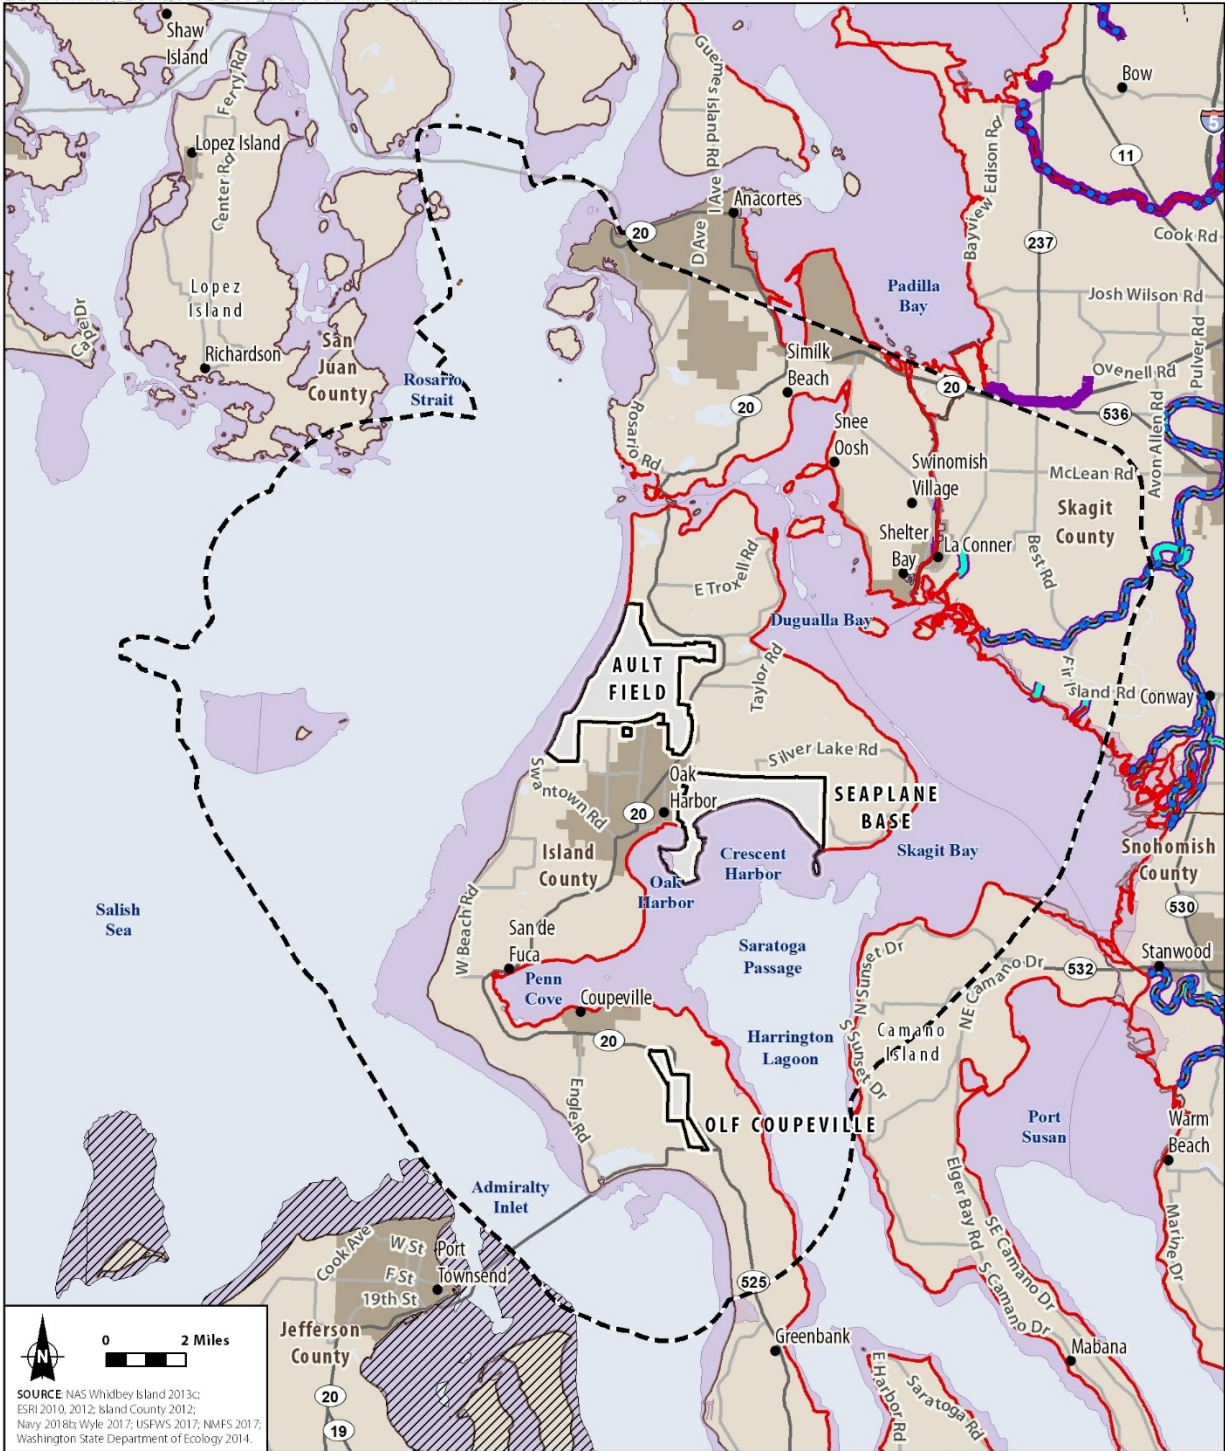 Shaw
Island
Ferry Rd
Guemes Island Rd
Bow
5
Lopez Island
Center Rd
11
Bayview Edison Rd
I Ave
D Ave
Anacortes
20
237
Cook Rd
Lopez
Island
Padilla
Bay
Josh Wilson Rd
Pulver Rd
San
Juan
County
Richardson
Similk
Beach
Rosario
Strait
Ovenell Rd
20
536
20
Avon Allen Rd
Rosario Rd
Snee
Oosh
Swinomish
Village
McLean Rd
Skagit
County
Shelter
Bay
La Conner
Best Rd
E Troxell Rd
Dugualla Bay
AULT
FIELD
Taylor Rd
Fir Island Rd
Conway
Silver Lake Rd
Swantown Rd
Oak
Harbor
20
SEAPLANE
BASE
Island
County
Crescent
Harbor
Skagit Bay
Snohomish
County
Oak
Harbor
W Beach Rd
530
Salish
Sea
San de
Fuca
Saratoga
Passage
N Sunset Dr
NE Camano Dr
532
Stanwood
Penn
Cove
Coupeville
20
Harrington
Lagoon
S Sunset Dr
Camano
Island
Engle Rd
OLF COUPEVILLE
Port
Susan
Warm
Beach
Admiralty
Inlet
Elger Bay Rd
SE Camano Dr
Marine Dr
Cook Ave
W St
Port
Townsend
F St
19th St
S Camano Dr
525
Jefferson
County
Greenbank
Mabana
E Harbor Rd
Saratoga Rd
20
19
N
0 2 Miles
SOURCE: NAS Whidbey Island 2013c;
ESRI 2010, 2012; Island County 2012;
Navy 2018b; Wyle 2017; USFWS 2017; NMFS 2017;
Washington State Department of Ecology 2014.